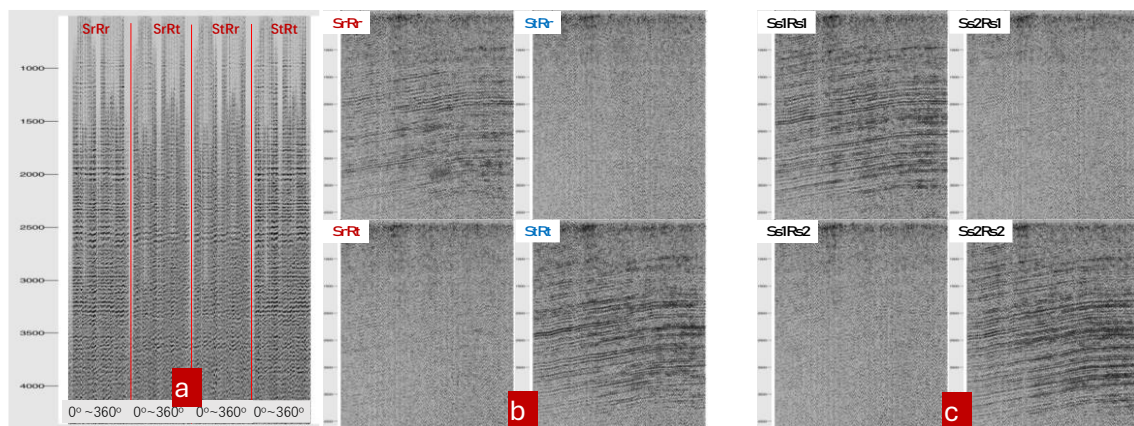 SrRr SrRt StRr StRt
1000
1500
2000
2500
3000
3500
4000
a
0° ~360° 0° ~360° 0° ~360° 0° ~360°
SrRr StRr
SrRt StRt
b
Ss1Rs1 Ss2Rs1
Ss1Rs2 Ss2Rs2
c